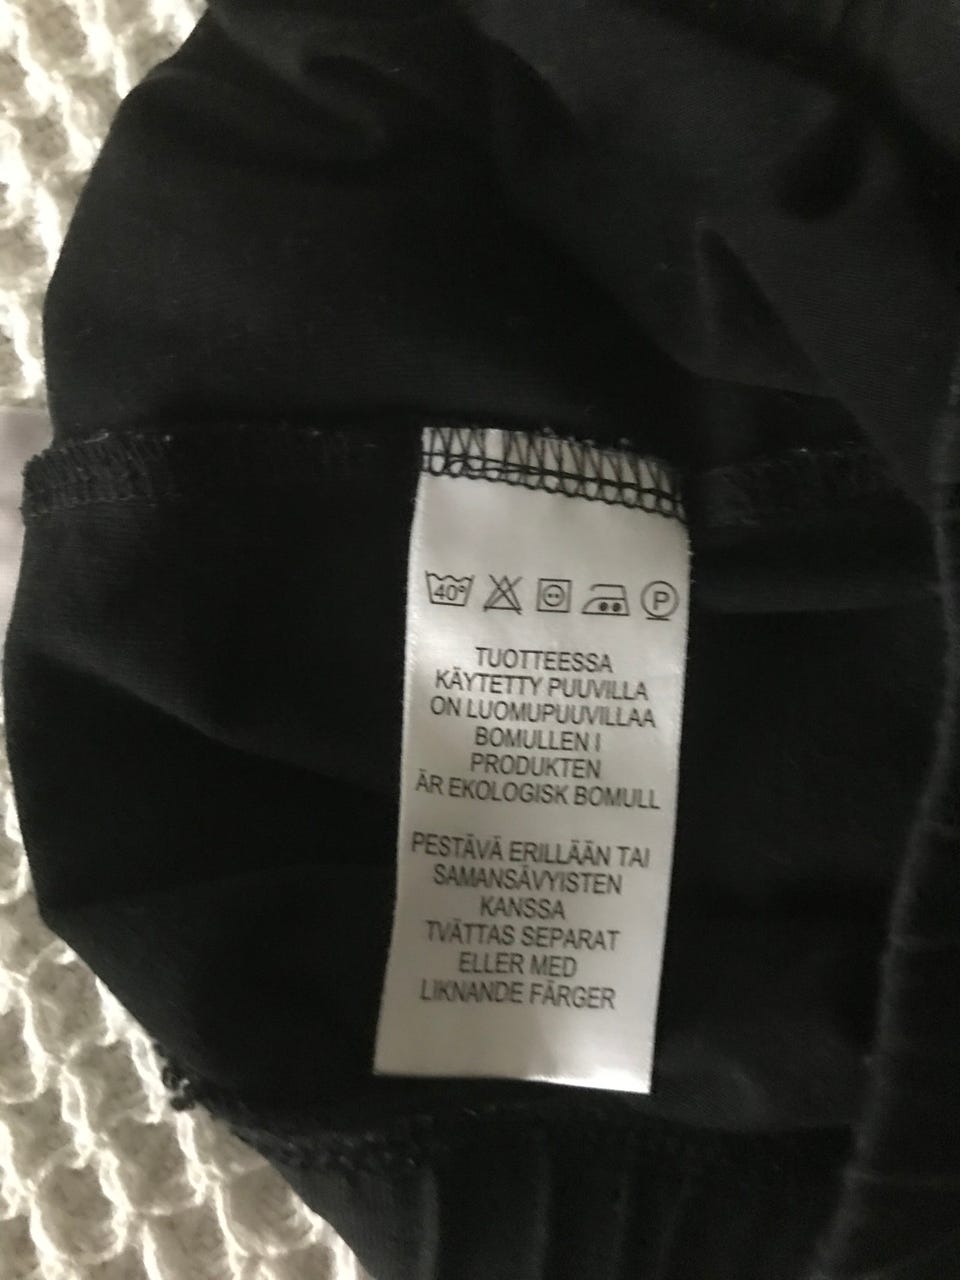 40° P
TUOTTEESSA
KÄYTETTY PUUVILLA
ON LUOMUPUUVILLAA
BOMULLEN I
PRODUKTEN
ÄR EKOLOGISK BOMULL
PESTÄVÄ ERILLÄÄN TAI
SAMANSÄVYISTEN
KANSSA
TVÄTTAS SEPARAT
ELLER MED
LIKNANDE FÄRGER